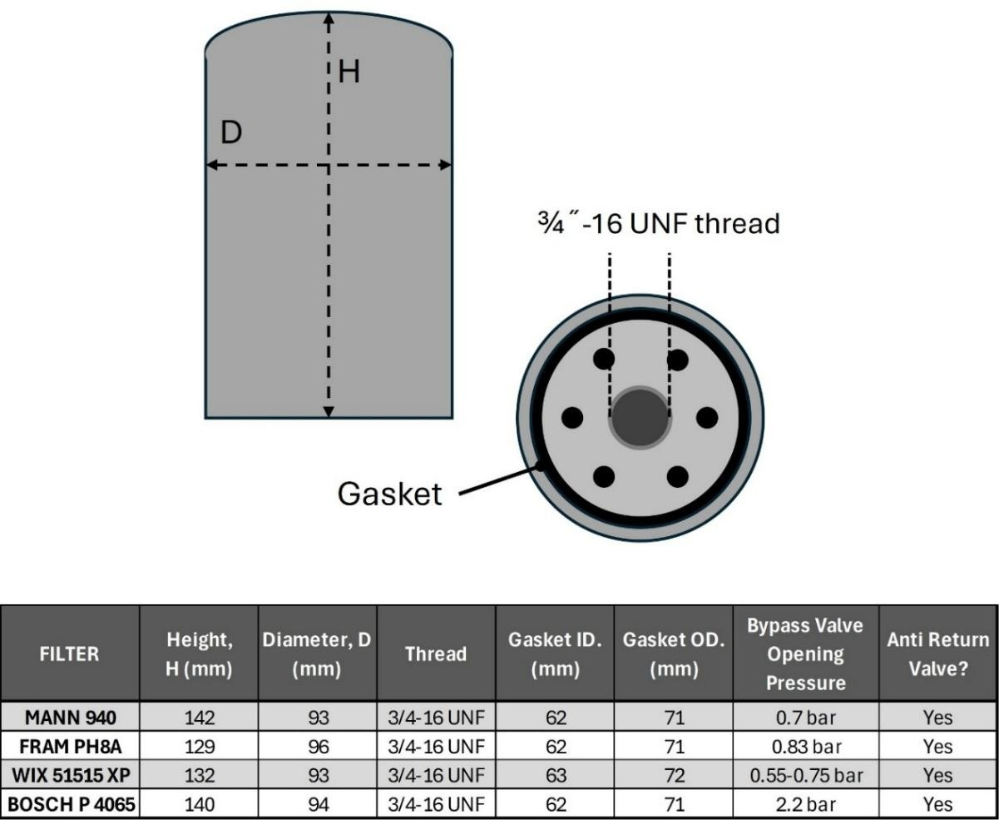 H
D
¾˝-16 UNF thread
Gasket
FILTER Height, H (mm) Diameter, D (mm) Thread Gasket ID. (mm) Gasket OD. (mm) Bypass Valve Opening Pressure Anti Return Valve?
MANN 940 142 93 3/4-16 UNF 62 71 0.7 bar Yes
FRAM PH8A 129 96 3/4-16 UNF 62 71 0.83 bar Yes
WIX 51515 XP 132 93 3/4-16 UNF 63 72 0.55-0.75 bar Yes
BOSCH P 4065 140 94 3/4-16 UNF 62 71 2.2 bar Yes